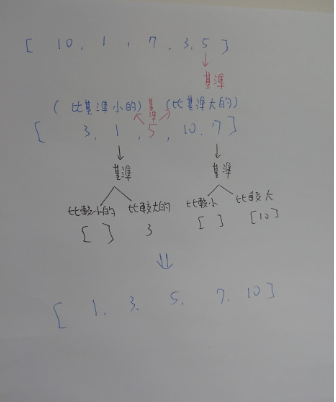 [ 10, 1, 7, 3, 5 ]
基準
( 比基準小的) 基準 (比基準大的)
[ 3, 1, 5, 10, 7 ]
基準 基準
比較小的 比較大的 比較小 比較大
[ ] 3 [ ] [10]
[ 1, 3, 5, 7, 10 ]